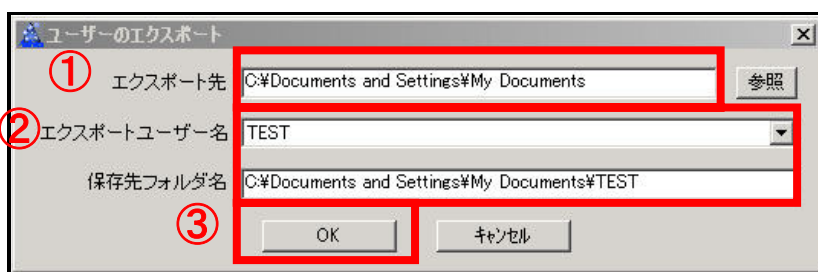 ユーザーのエクスポート
① エクスポート先 C:¥Documents and Settings¥My Documents 参照
② エクスポートユーザー名 TEST
保存先フォルダ名 C:¥Documents and Settings¥My Documents¥TEST
③ OK キャンセル